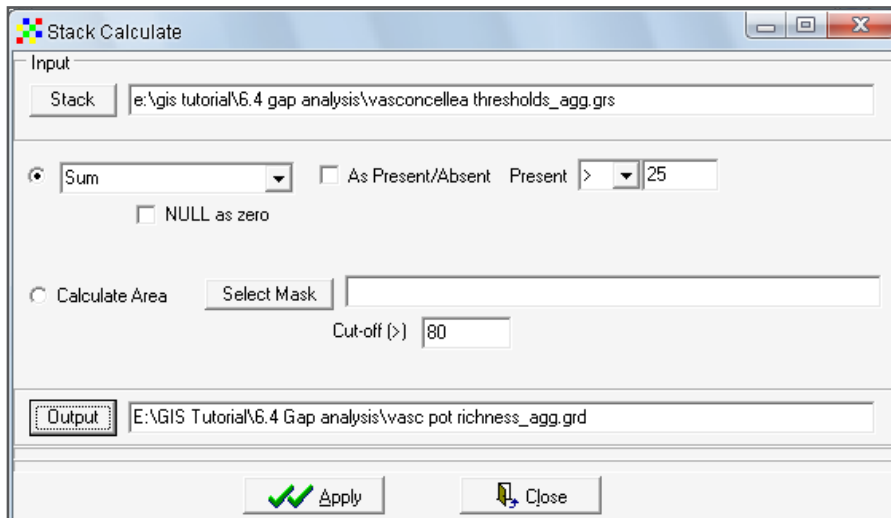 Stack Calculate
Input
Stack e:\gis tutorial\6.4 gap analysis\vasconcellea thresholds_agg.grs
Sum As Present/Absent Present > 25
NULL as zero
Calculate Area Select Mask
Cut-off (>) 80
Output E:\GIS Tutorial\6.4 Gap analysis\vasc pot richness_agg.grd
Apply Close